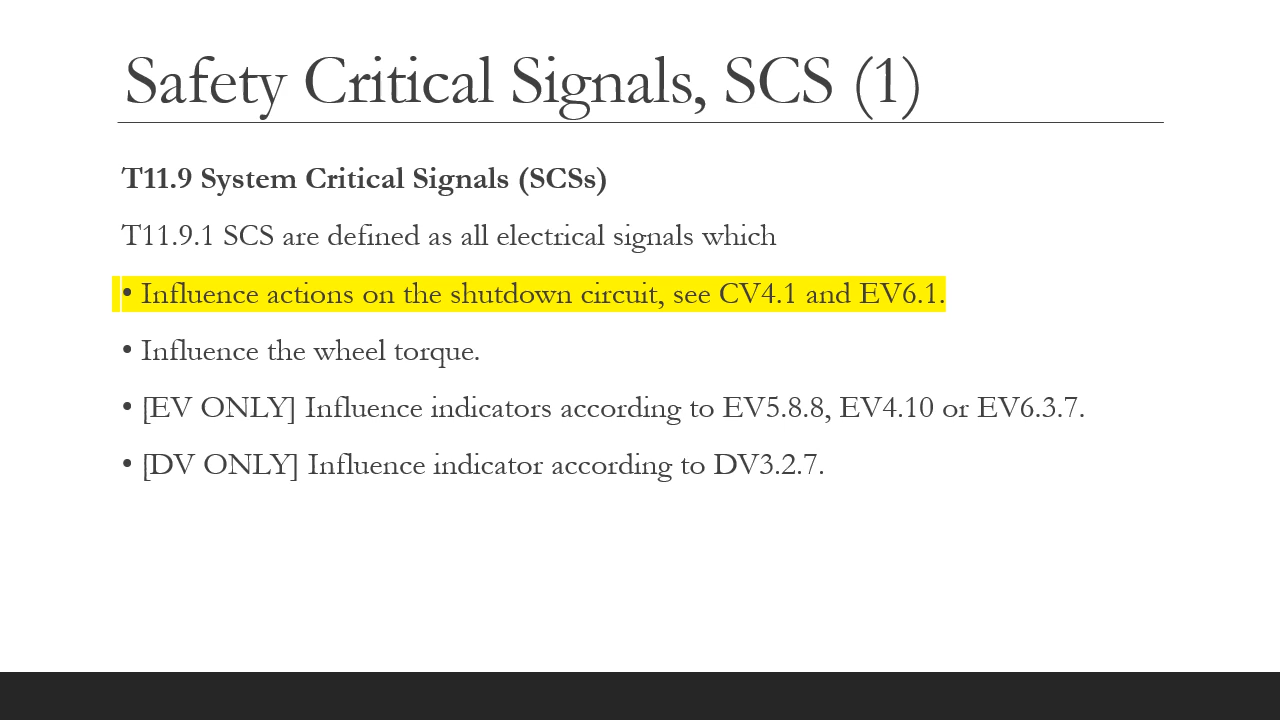 Safety Critical Signals, SCS (1)
T11.9 System Critical Signals (SCSs)
T11.9.1 SCS are defined as all electrical signals which
• Influence actions on the shutdown circuit, see CV4.1 and EV6.1.
• Influence the wheel torque.
• [EV ONLY] Influence indicators according to EV5.8.8, EV4.10 or EV6.3.7.
• [DV ONLY] Influence indicator according to DV3.2.7.